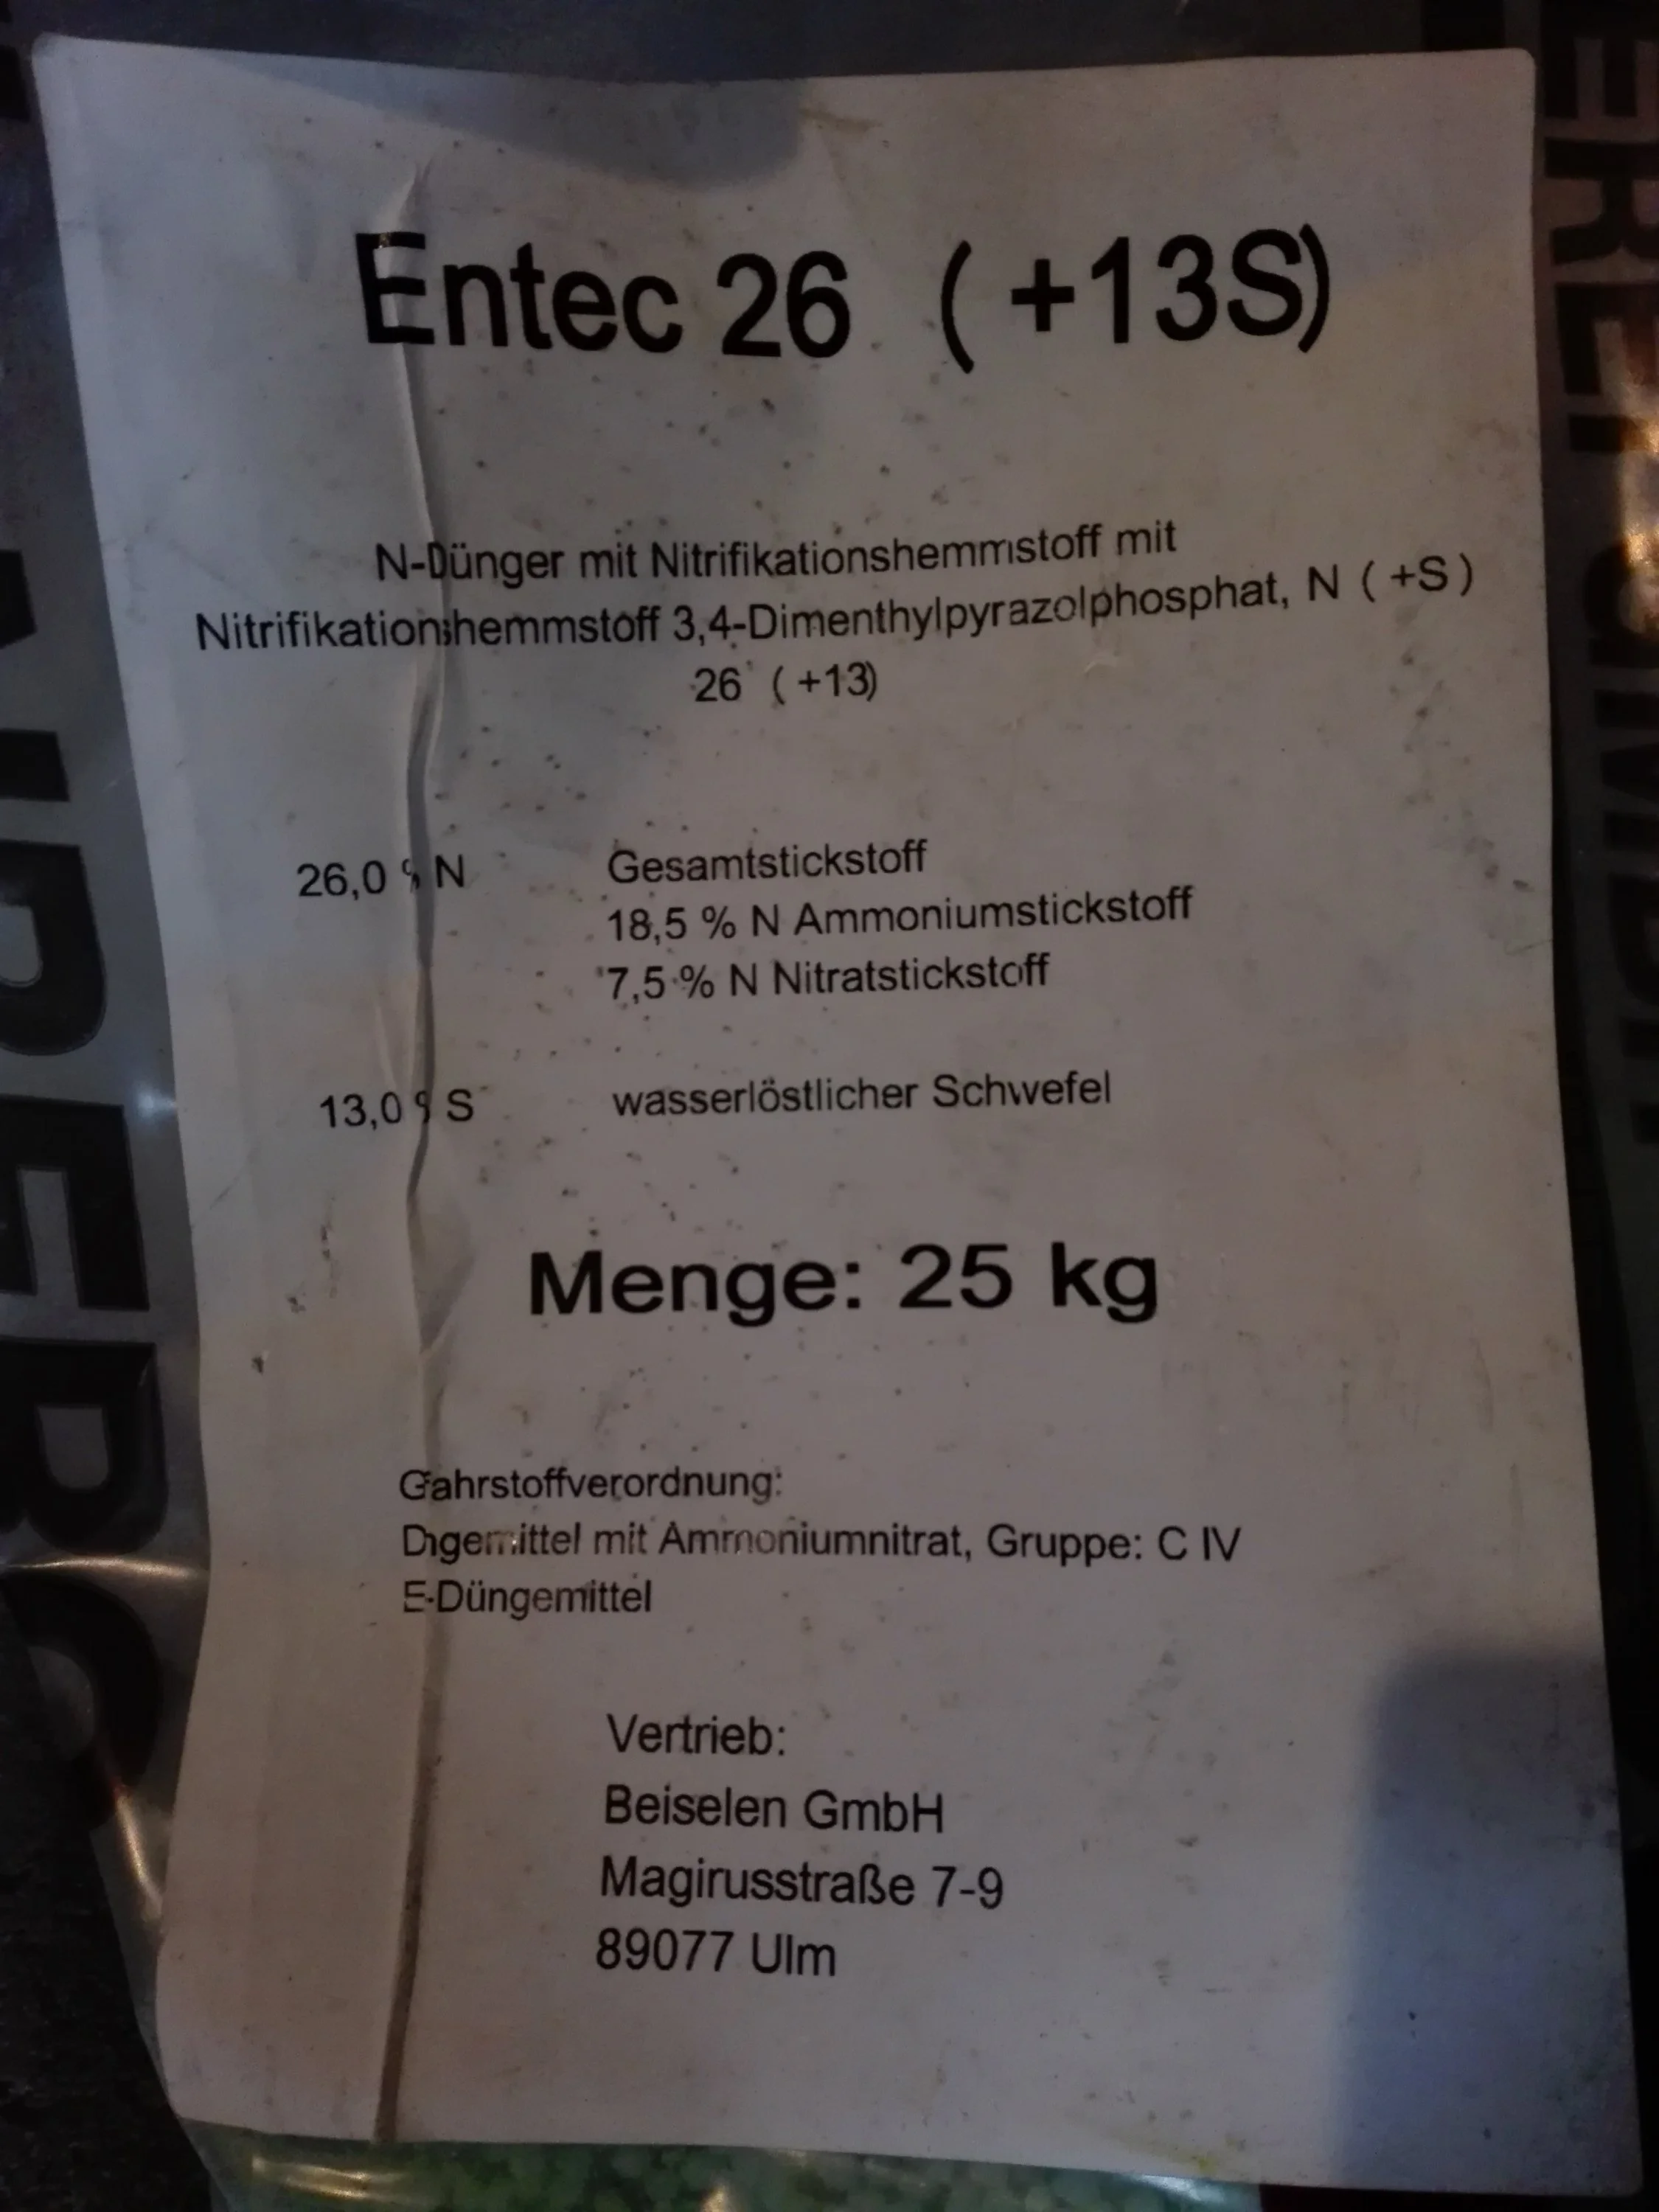 Entec 26 ( +13S)
N-Dünger mit Nitrifikationshemmstoff mit
Nitrifikationshemmstoff 3,4-Dimenthylpyrazolphosphat, N ( +S )
26 ( +13)
26,0 % N Gesamtstickstoff
18,5 % N Ammoniumstickstoff
7,5 % N Nitratstickstoff
13,0 % S wasserlöstlicher Schwefel
Menge: 25 kg
Gahrstoffverordnung:
Dgemittel mit Ammoniumnitrat, Gruppe: C IV
E-Düngemittel
Vertrieb:
Beiselen GmbH
Magirusstraße 7-9
89077 Ulm